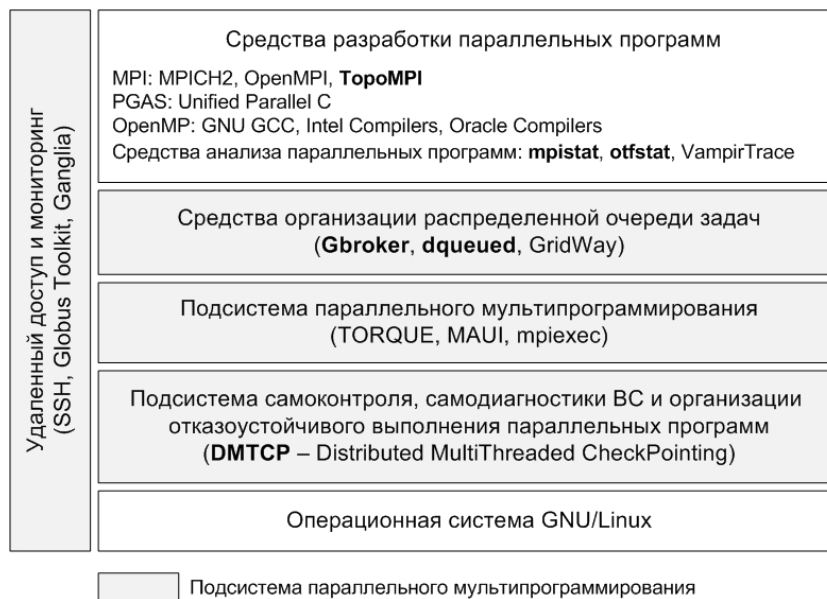 Удаленный доступ и мониторинг
(SSH, Globus Toolkit, Ganglia)
Средства разработки параллельных программ
MPI: MPICH2, OpenMPI, TopoMPI
PGAS: Unified Parallel C
OpenMP: GNU GCC, Intel Compilers, Oracle Compilers
Средства анализа параллельных программ: mpistat, otfstat, VampirTrace
Средства организации распределенной очереди задач
(Gbroker, dqueued, GridWay)
Подсистема параллельного мультипрограммирования
(TORQUE, MAUI, mpiexec)
Подсистема самоконтроля, самодиагностики ВС и организации
отказоустойчивого выполнения параллельных программ
(DMTCP – Distributed MultiThreaded CheckPointing)
Операционная система GNU/Linux
Подсистема параллельного мультипрограммирования